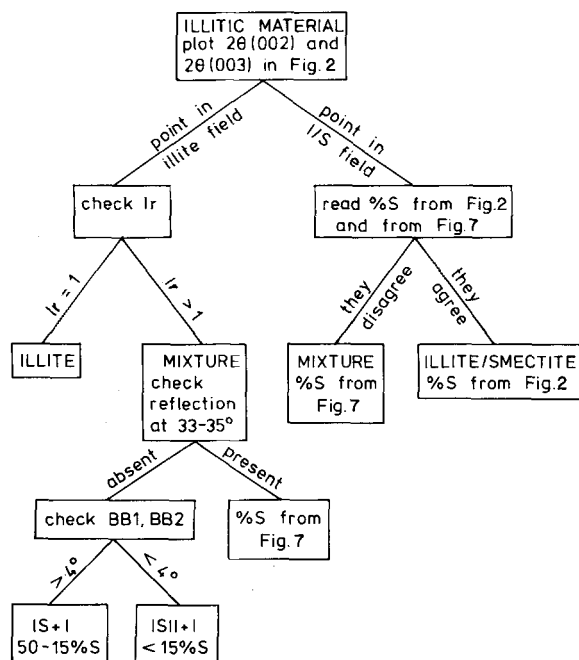 ILLITIC MATERIAL
plot 2θ(002) and
2θ(003) in Fig. 2
point in
illite field
point in
I/S field
check Ir
read %S from Fig.2
and from Fig.7
Ir = 1
Ir > 1
they
disagree
they
agree
ILLITE
MIXTURE
check
reflection
at 33-35°
MIXTURE
%S from
Fig.7
ILLITE/SMECTITE
%S from Fig.2
absent
present
check BB1, BB2
%S from
Fig.7
> 4°
< 4°
IS+I
50-15%S
ISII+I
< 15%S